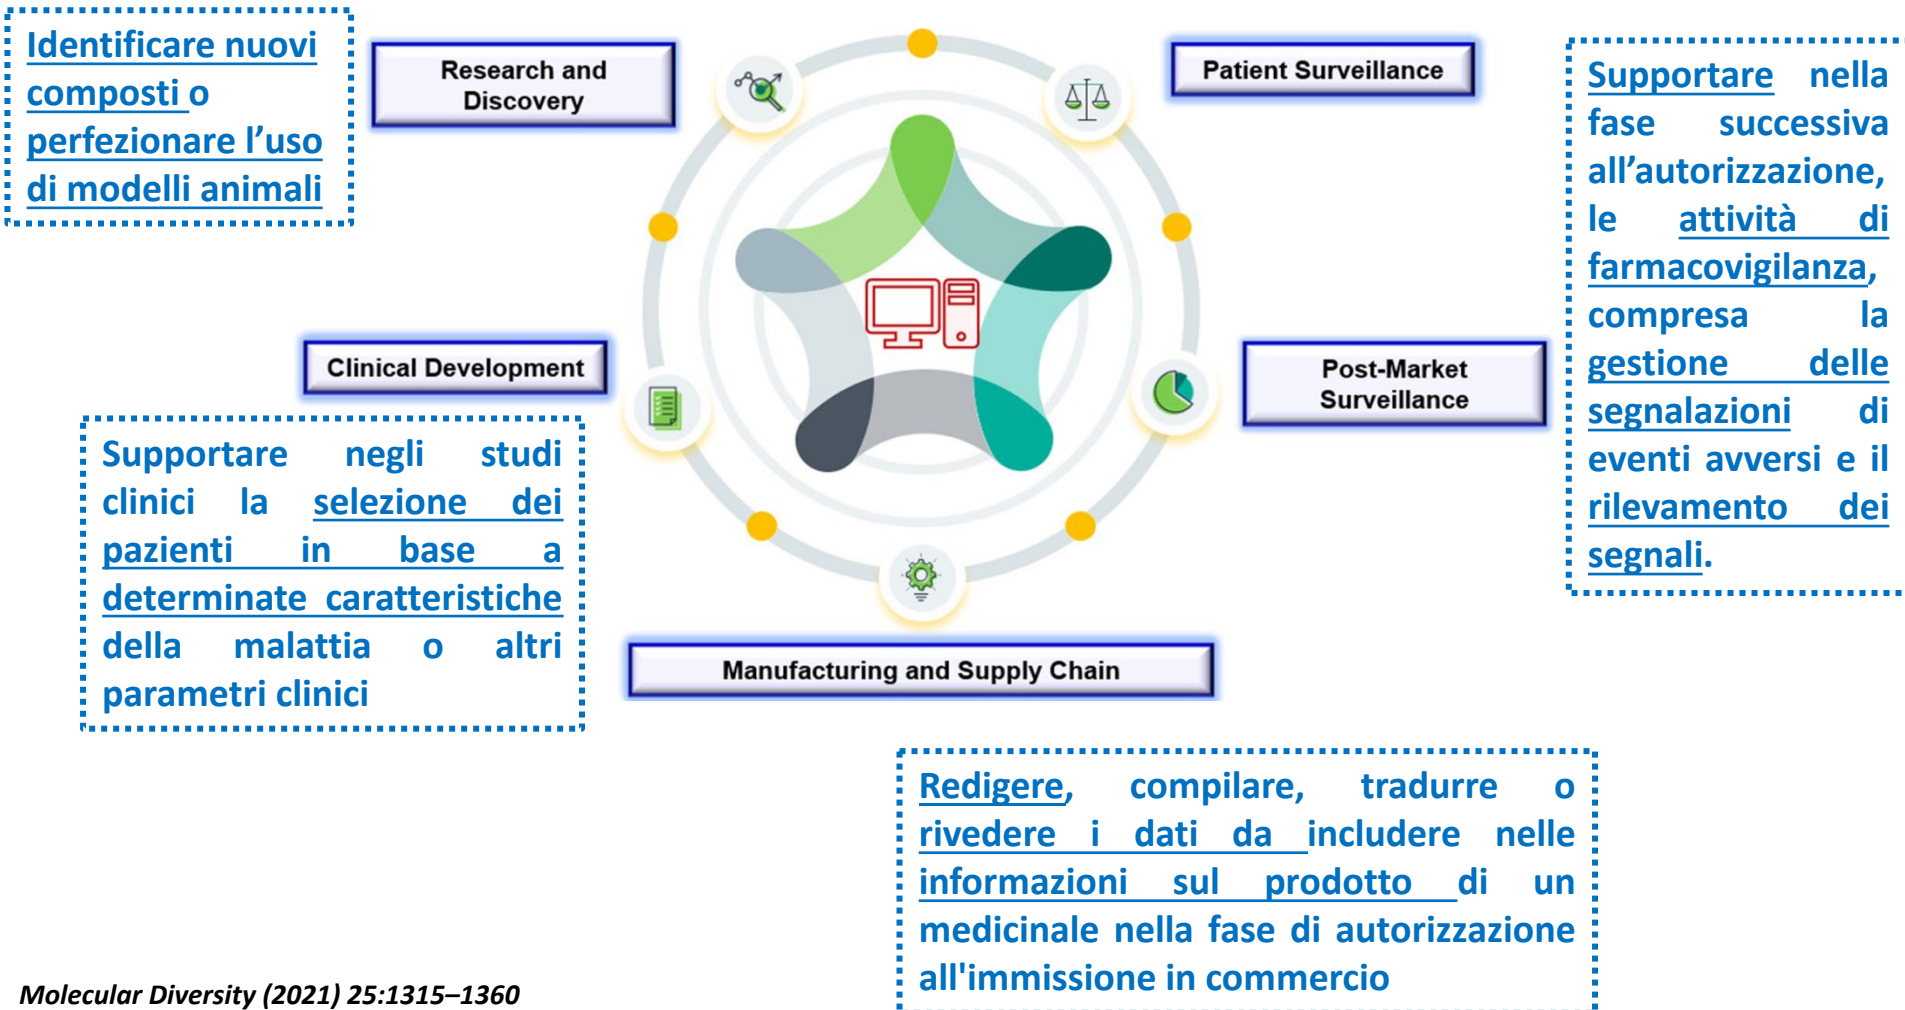 Identificare nuovi
composti o
perfezionare l’uso
di modelli animali
Research and
Discovery
Patient Surveillance
Supportare nella
fase successiva
all’autorizzazione,
le attività di
farmacovigilanza,
compresa la
gestione delle
segnalazioni di
eventi avversi e il
rilevamento dei
segnali.
Clinical Development
Post-Market
Surveillance
Supportare negli studi
clinici la selezione dei
pazienti in base a
determinate caratteristiche
della malattia o altri
parametri clinici
Manufacturing and Supply Chain
Redigere, compilare, tradurre o
rivedere i dati da includere nelle
informazioni sul prodotto di un
medicinale nella fase di autorizzazione
all'immissione in commercio
Molecular Diversity (2021) 25:1315–1360